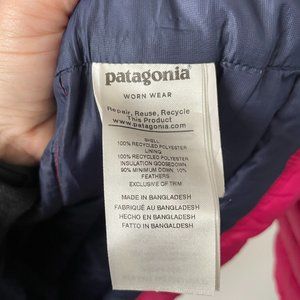 patagonia
WORN WEAR
Repair, Reuse, Recycle
This Product
www.patagonia.com
SHELL
100% RECYCLED POLYESTER
LINING:
100% RECYCLED POLYESTER
INSULATION GOOSEDOWN
90% MINIMUM DOWN, 10%
FEATHERS
EXCLUSIVE OF TRIM
MADE IN BANGLADESH
FABRIQUÉ AU BANGLADESH
HECHO EN BANGLADESH
FATTO IN BANGALDESH